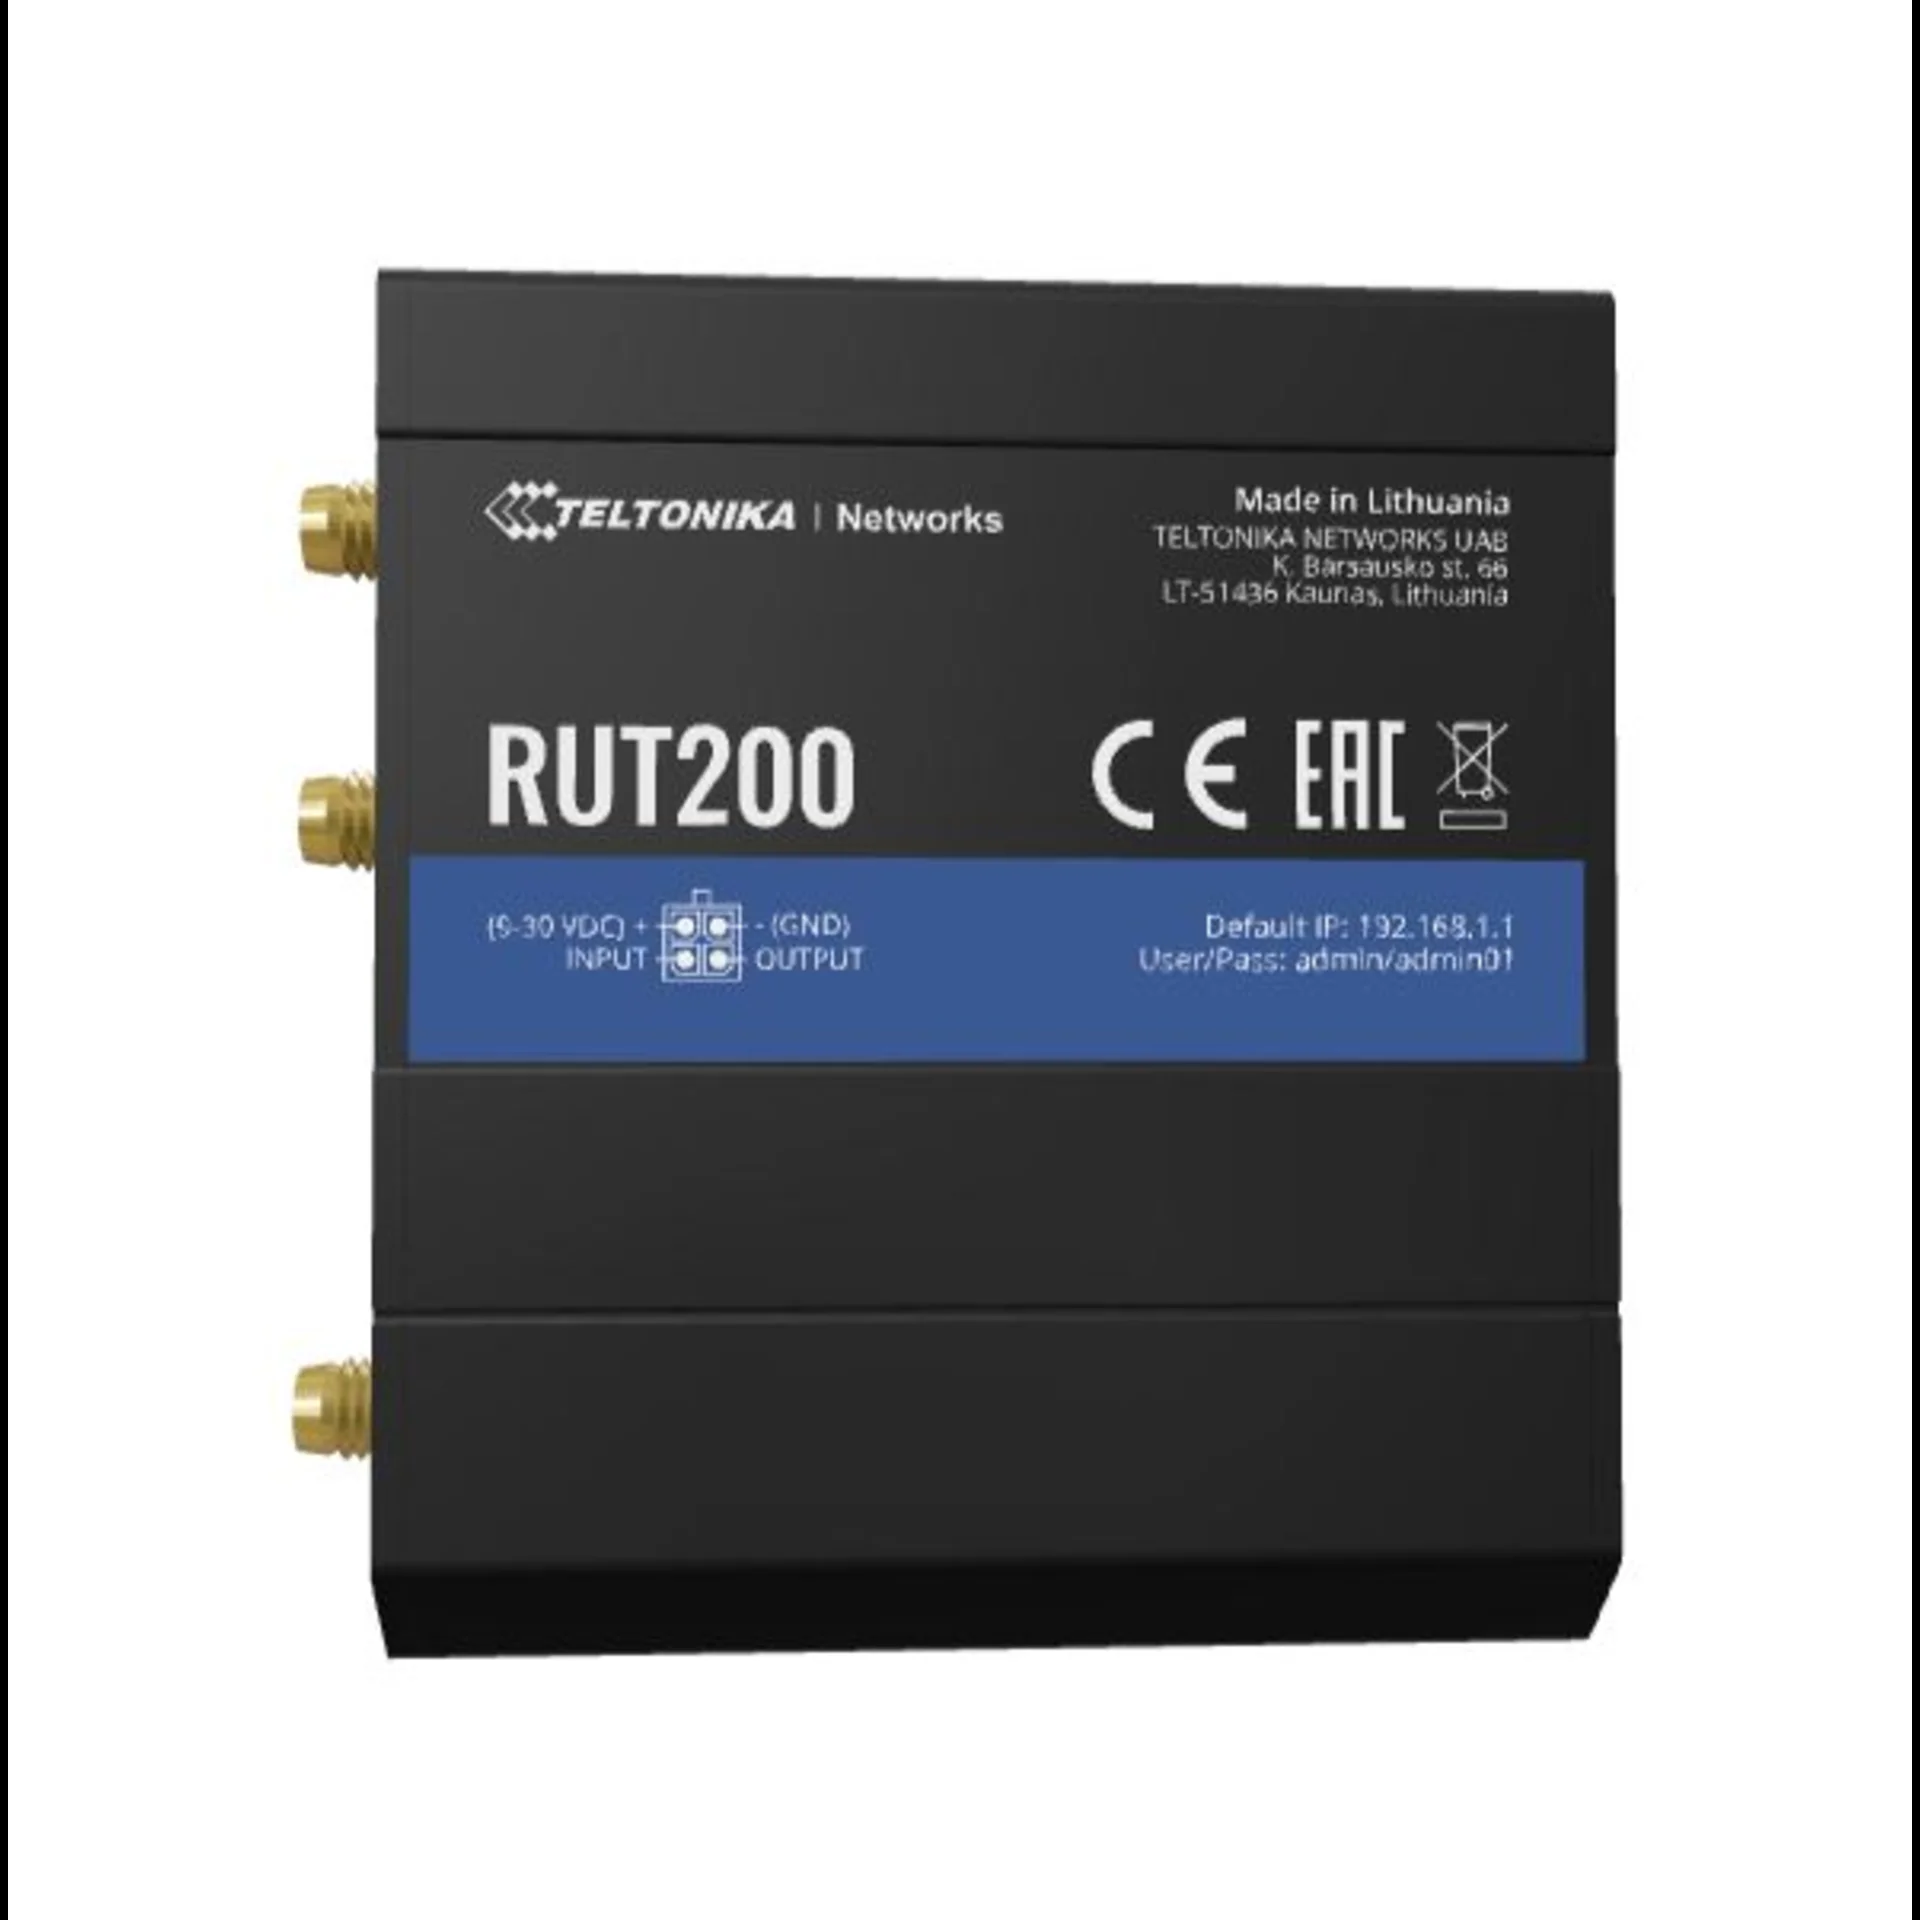 TELTONIKA | Networks
Made in Lithuania
TELTONIKA NETWORKS UAB
K. Barsausko st. 66
LT-51436 Kaunas, Lithuania
RUT200
CE EAC
(9-30 VDC) + - (GND)
INPUT OUTPUT
Default IP: 192.168.1.1
User/Pass: admin/admin01